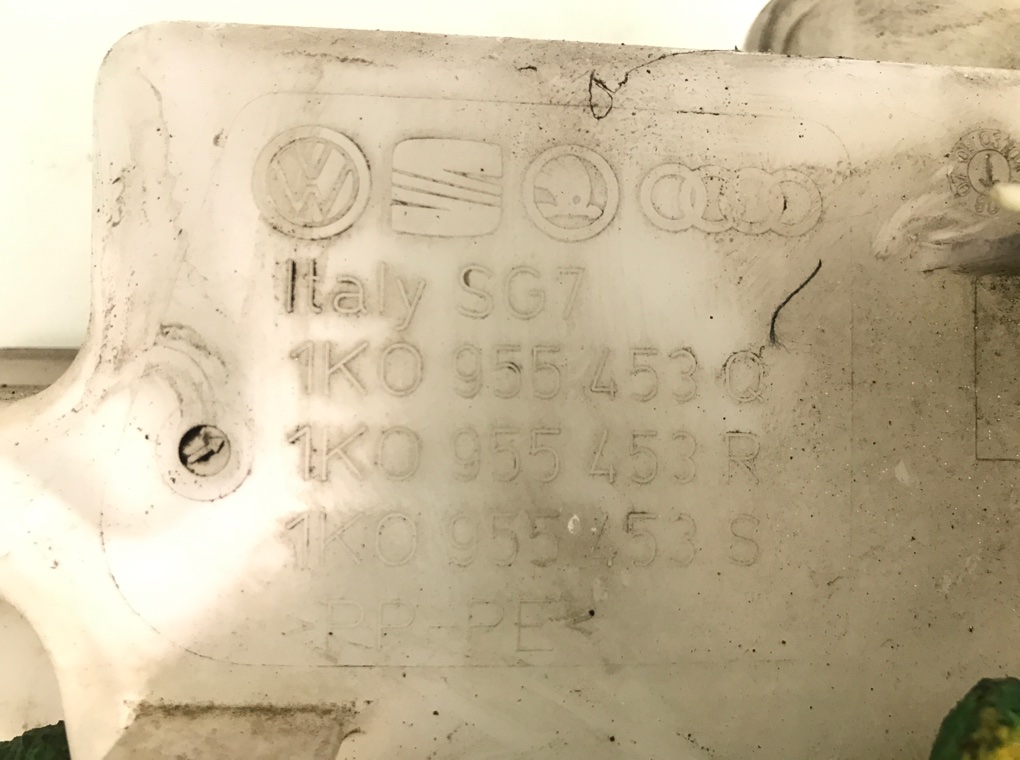 Italy SG7
1K0 955 453 Q
1K0 955 453 R
1K0 955 453 S
>PP-PE<